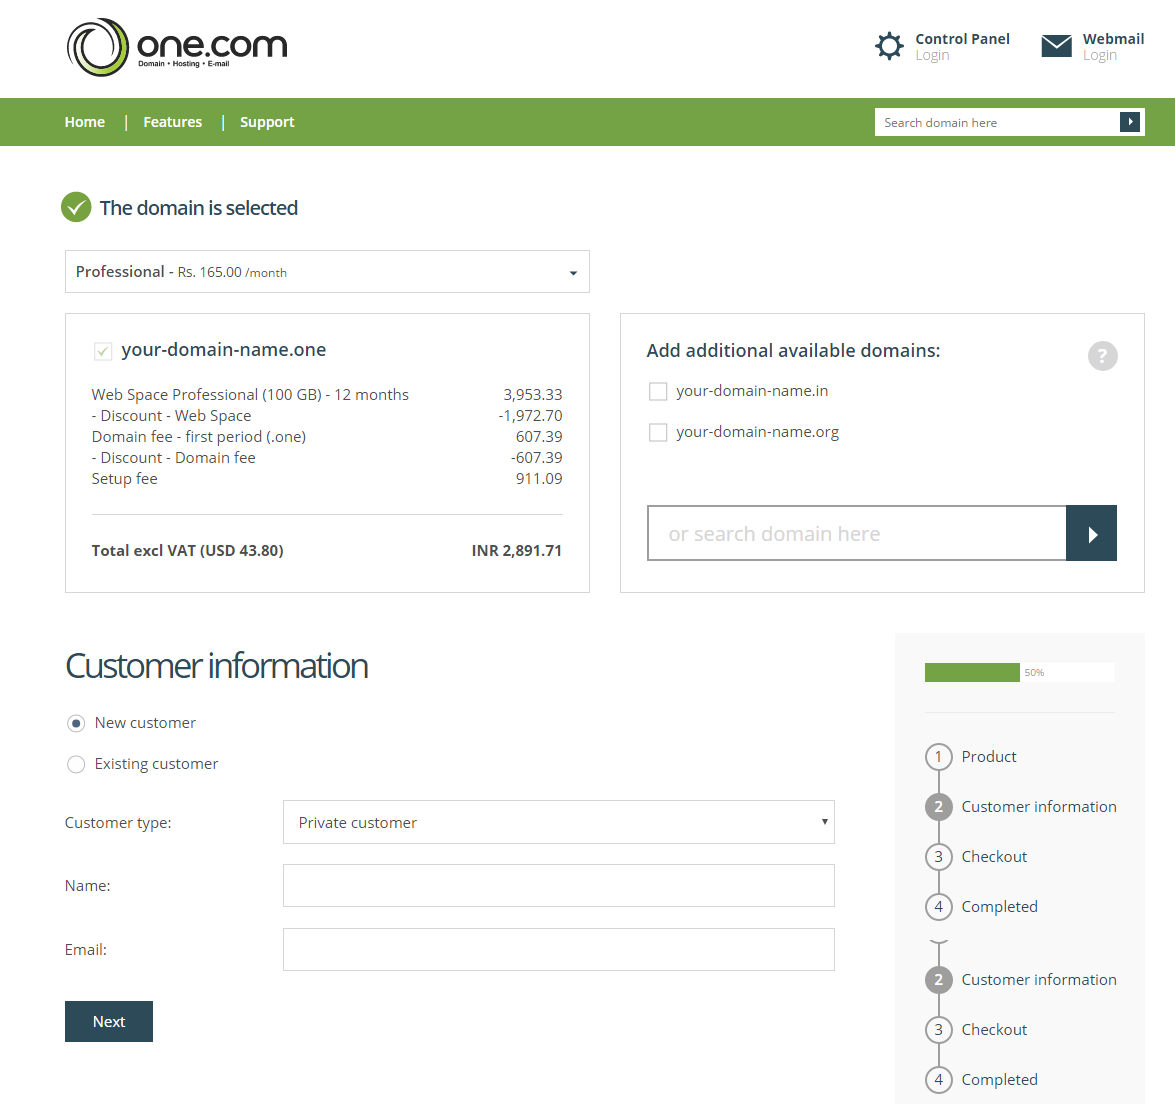 one.com
Domain • Hosting • E-mail
Control Panel
Login
Webmail
Login
Home | Features | Support
Search domain here
The domain is selected
Professional - Rs. 165.00 /month
your-domain-name.one
Web Space Professional (100 GB) - 12 months 3,953.33
- Discount - Web Space -1,972.70
Domain fee - first period (.one) 607.39
- Discount - Domain fee -607.39
Setup fee 911.09
Total excl VAT (USD 43.80) INR 2,891.71
Add additional available domains:
?
your-domain-name.in
your-domain-name.org
or search domain here
Customer information
New customer
Existing customer
Customer type: Private customer
Name:
Email:
Next
50%
1 Product
2 Customer information
3 Checkout
4 Completed
2 Customer information
3 Checkout
4 Completed